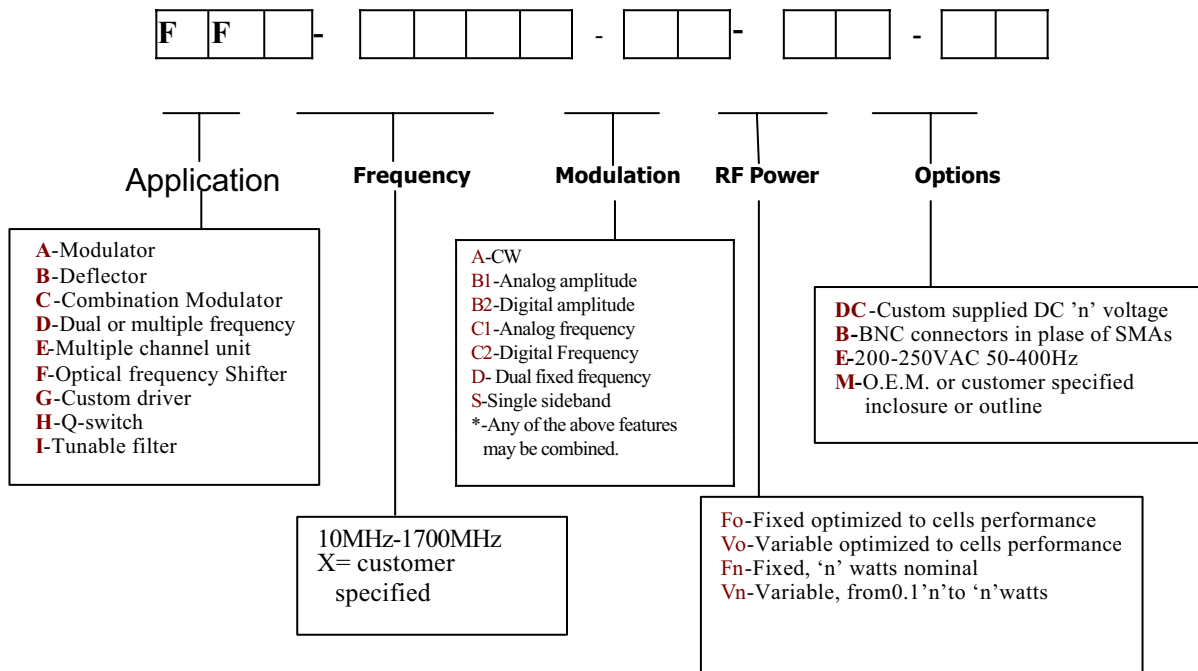 F F - - - -
Application Frequency Modulation RF Power Options
A-Modulator
B-Deflector
C-Combination Modulator
D-Dual or multiple frequency
E-Multiple channel unit
F-Optical frequency Shifter
G-Custom driver
H-Q-switch
I-Tunable filter
10MHz-1700MHz
X= customer
specified
A-CW
B1-Analog amplitude
B2-Digital amplitude
C1-Analog frequency
C2-Digital Frequency
D- Dual fixed frequency
S-Single sideband
*-Any of the above features
may be combined.
Fo-Fixed optimized to cells performance
Vo-Variable optimized to cells performance
Fn-Fixed, ‘n’ watts nominal
Vn-Variable, from0.1’n’to ‘n’watts
DC-Custom supplied DC ’n’ voltage
B-BNC connectors in plase of SMAs
E-200-250VAC 50-400Hz
M-O.E.M. or customer specified
inclosure or outline